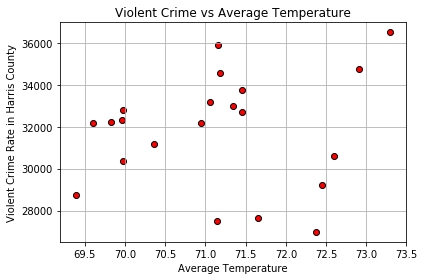 Violent Crime vs Average Temperature
Violent Crime Rate in Harris County
36000
34000
32000
30000
28000
69.5 70.0 70.5 71.0 71.5 72.0 72.5 73.0 73.5
Average Temperature